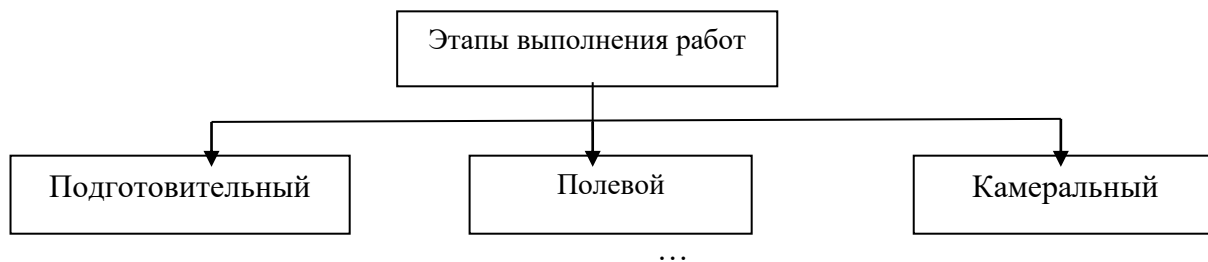 Этапы выполнения работ
Подготовительный
Полевой
Камеральный
…